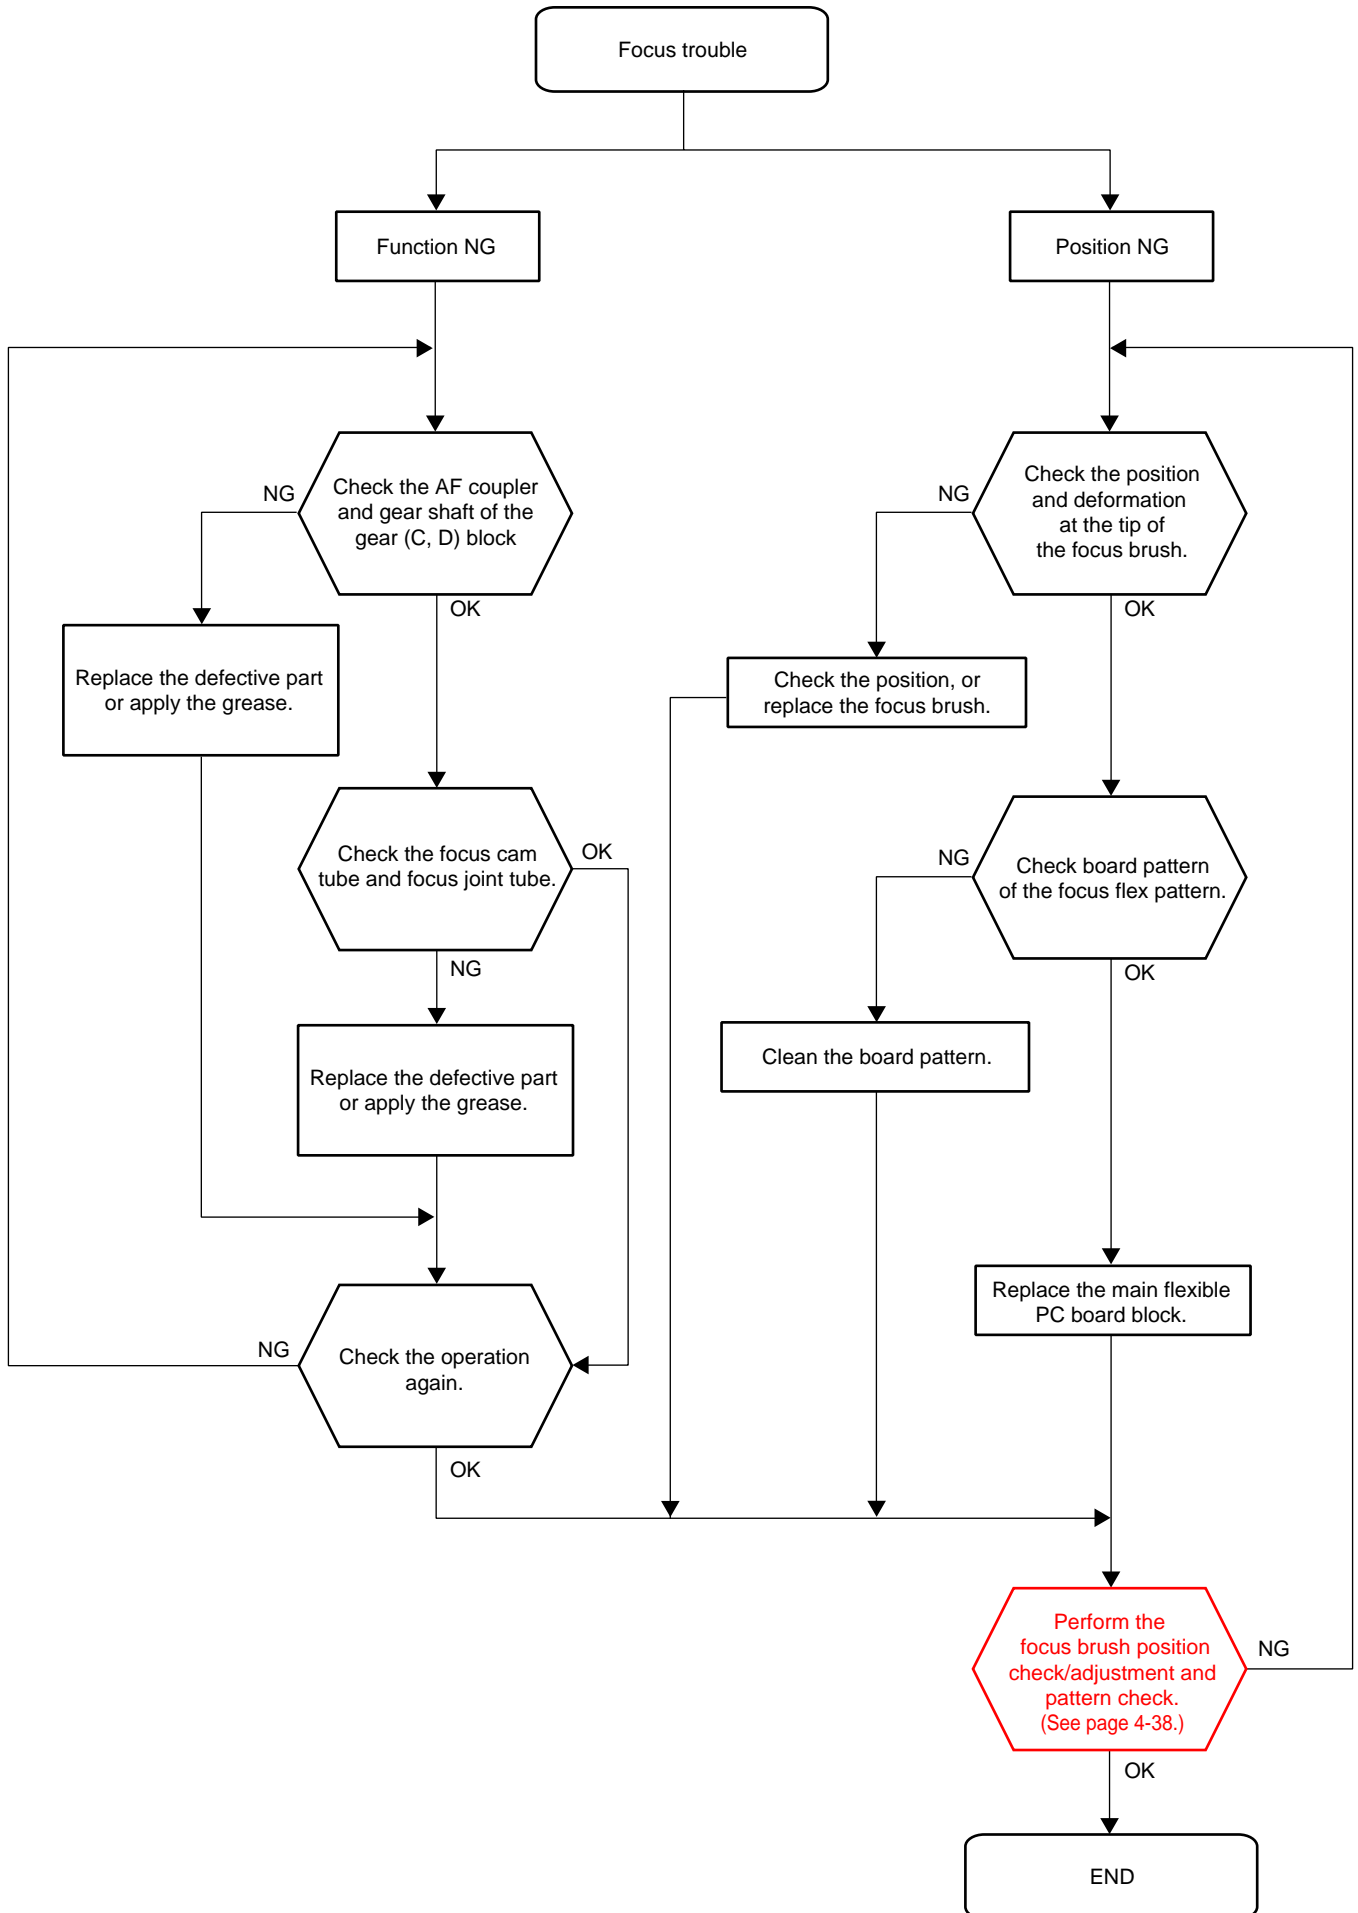 Focus trouble
Function NG
Position NG
NG
Check the AF coupler
and gear shaft of the
gear (C, D) block
OK
NG
Check the position
and deformation
at the tip of
the focus brush.
OK
Replace the defective part
or apply the grease.
Check the position, or
replace the focus brush.
Check the focus cam
tube and focus joint tube.
OK
NG
NG
Check board pattern
of the focus flex pattern.
OK
Replace the defective part
or apply the grease.
Clean the board pattern.
Replace the main flexible
PC board block.
NG
Check the operation
again.
OK
Perform the
focus brush position
check/adjustment and
pattern check.
(See page 4-38.)
NG
OK
END